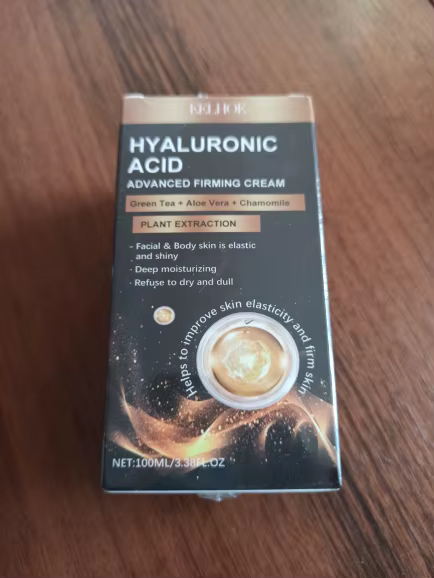 EELHOE
HYALURONIC
ACID
ADVANCED FIRMING CREAM
Green Tea + Aloe Vera + Chamomile
PLANT EXTRACTION
- Facial & Body skin is elastic
and shiny
- Deep moisturizing
- Refuse to dry and dull
Helps to improve skin elasticity and firm skin
NET:100ML/3.38FL.OZ